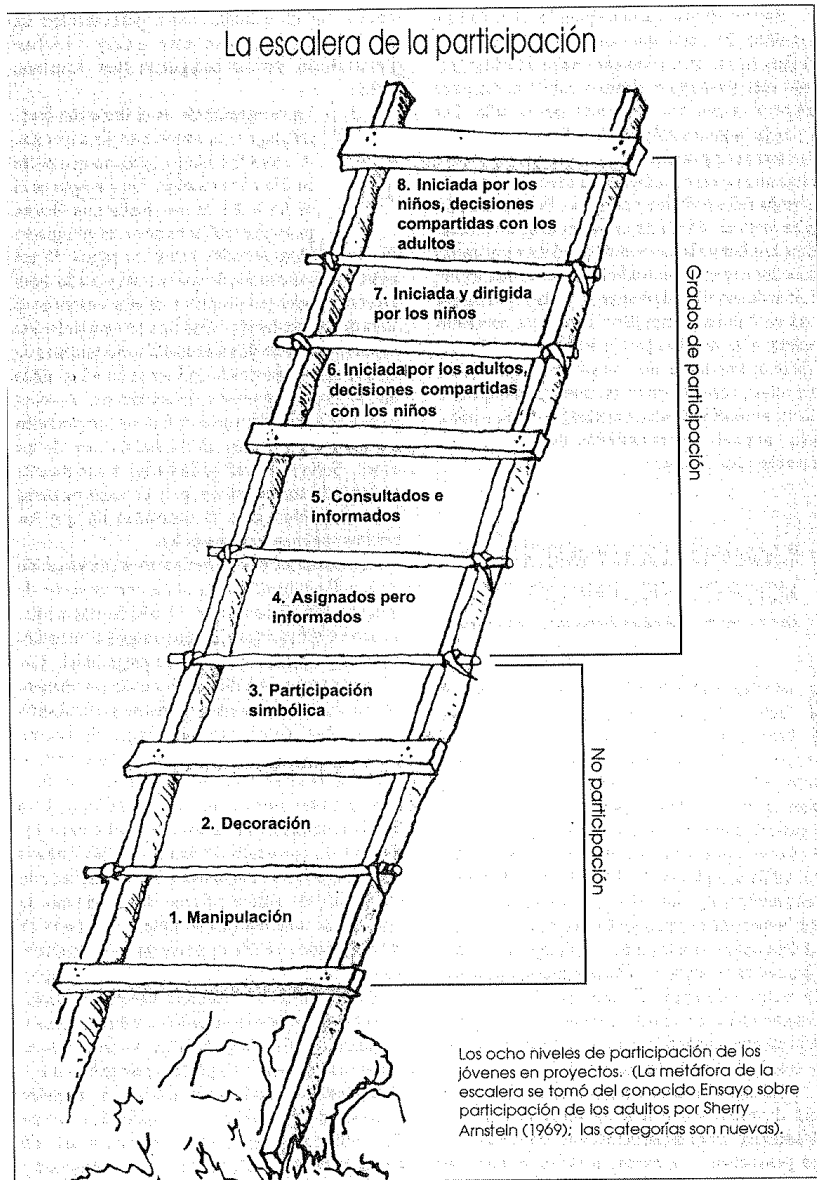 La escalera de la participación
8. Iniciada por los
niños, decisiones
compartidas con los
adultos
7. Iniciada y dirigida
por los niños
6. Iniciada por los adultos,
decisiones compartidas
con los niños
5. Consultados e
informados
4. Asignados pero
informados
3. Participación
simbólica
2. Decoración
1. Manipulación
Grados de participación
No participación
Los ocho niveles de participación de los
jóvenes en proyectos. (La metáfora de la
escalera se tomó del conocido Ensayo sobre
participación de los adultos por Sherry
Arnstein (1969); las categorías son nuevas).